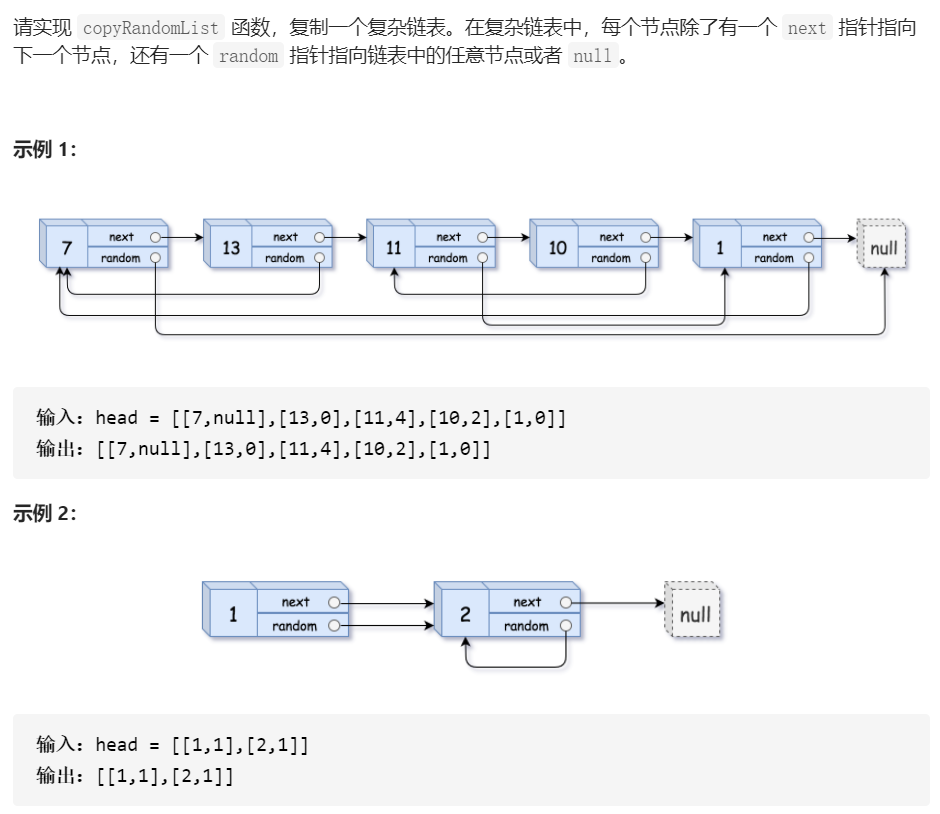 请实现 copyRandomList 函数，复制一个复杂链表。在复杂链表中，每个节点除了有一个 next 指针指向
下一个节点，还有一个 random 指针指向链表中的任意节点或者 null 。
示例 1：
7 next random 13 next random 11 next random 10 next random 1 next random null
输入：head = [[7,null],[13,0],[11,4],[10,2],[1,0]]
输出：[[7,null],[13,0],[11,4],[10,2],[1,0]]
示例 2：
1 next random 2 next random null
输入：head = [[1,1],[2,1]]
输出：[[1,1],[2,1]]